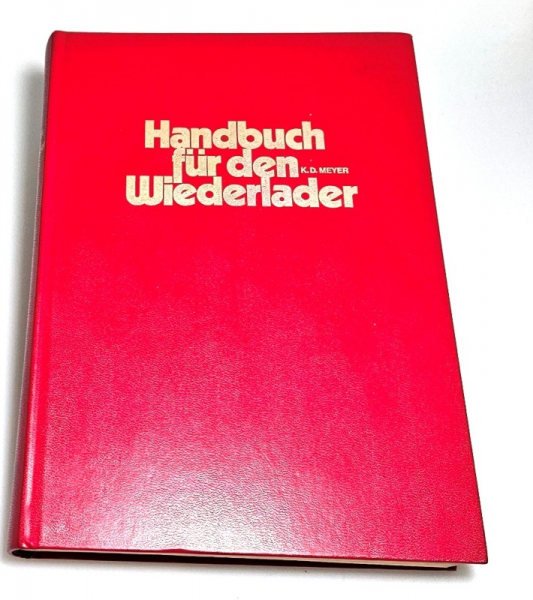 Handbuch
für den K. D. MEYER
Wiederlader